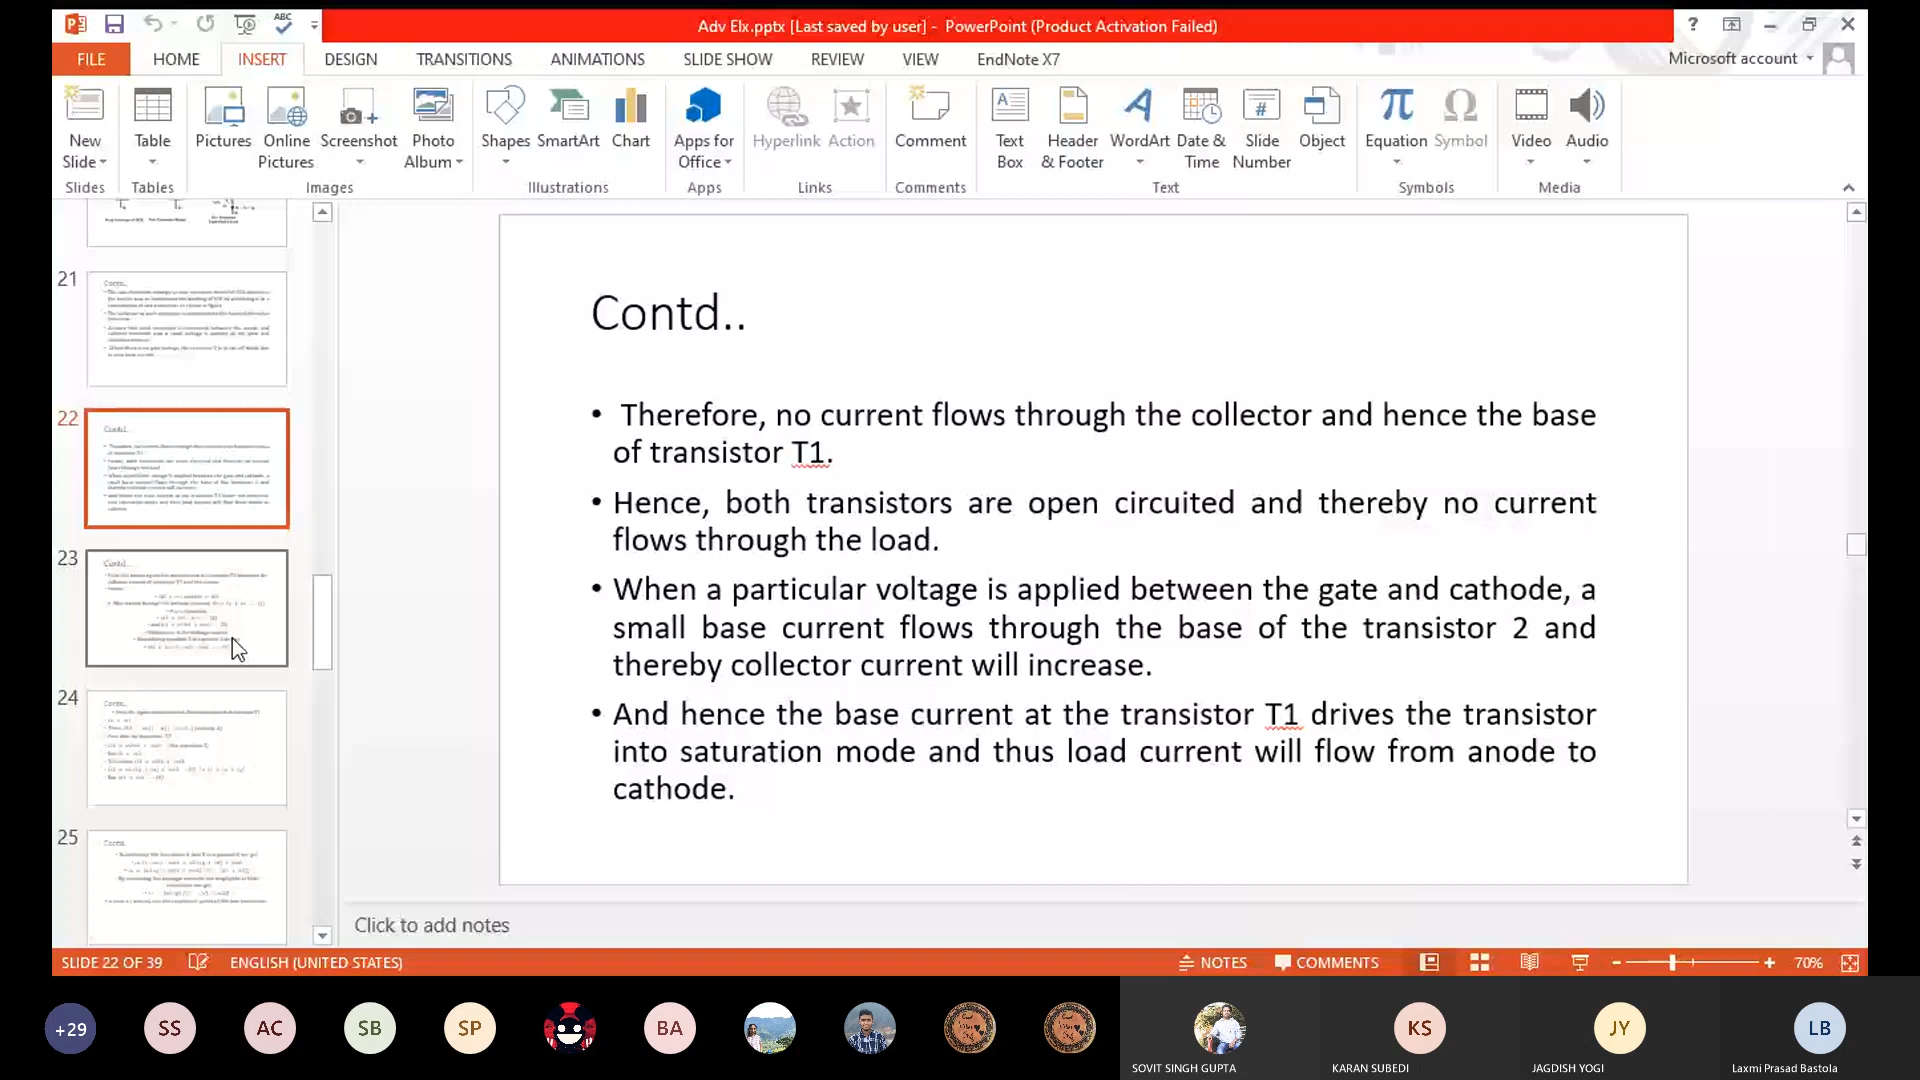 ABC
Adv Elx.pptx [Last saved by user] - PowerPoint (Product Activation Failed)
?
FILE HOME INSERT DESIGN TRANSITIONS ANIMATIONS SLIDE SHOW REVIEW VIEW EndNote X7
Microsoft account
New Slide
Table
Pictures
Online Pictures
Screenshot
Photo Album
Shapes
SmartArt
Chart
Apps for Office
Hyperlink
Action
Comment
Text Box
Header & Footer
WordArt
Date & Time
Slide Number
Object
Equation
Symbol
Video
Audio
Slides Tables Images Illustrations Apps Links Comments Text Symbols Media
21
22
23
24
25
Contd..
• Therefore, no current flows through the collector and hence the base
of transistor T1.
• Hence, both transistors are open circuited and thereby no current
flows through the load.
• When a particular voltage is applied between the gate and cathode, a
small base current flows through the base of the transistor 2 and
thereby collector current will increase.
• And hence the base current at the transistor T1 drives the transistor
into saturation mode and thus load current will flow from anode to
cathode.
Click to add notes
SLIDE 22 OF 39 ENGLISH (UNITED STATES) NOTES COMMENTS 70%
+29 SS AC SB SP BA KS JY LB
SOVIT SINGH GUPTA KARAN SUBEDI JAGDISH YOGI Laxmi Prasad Bastola